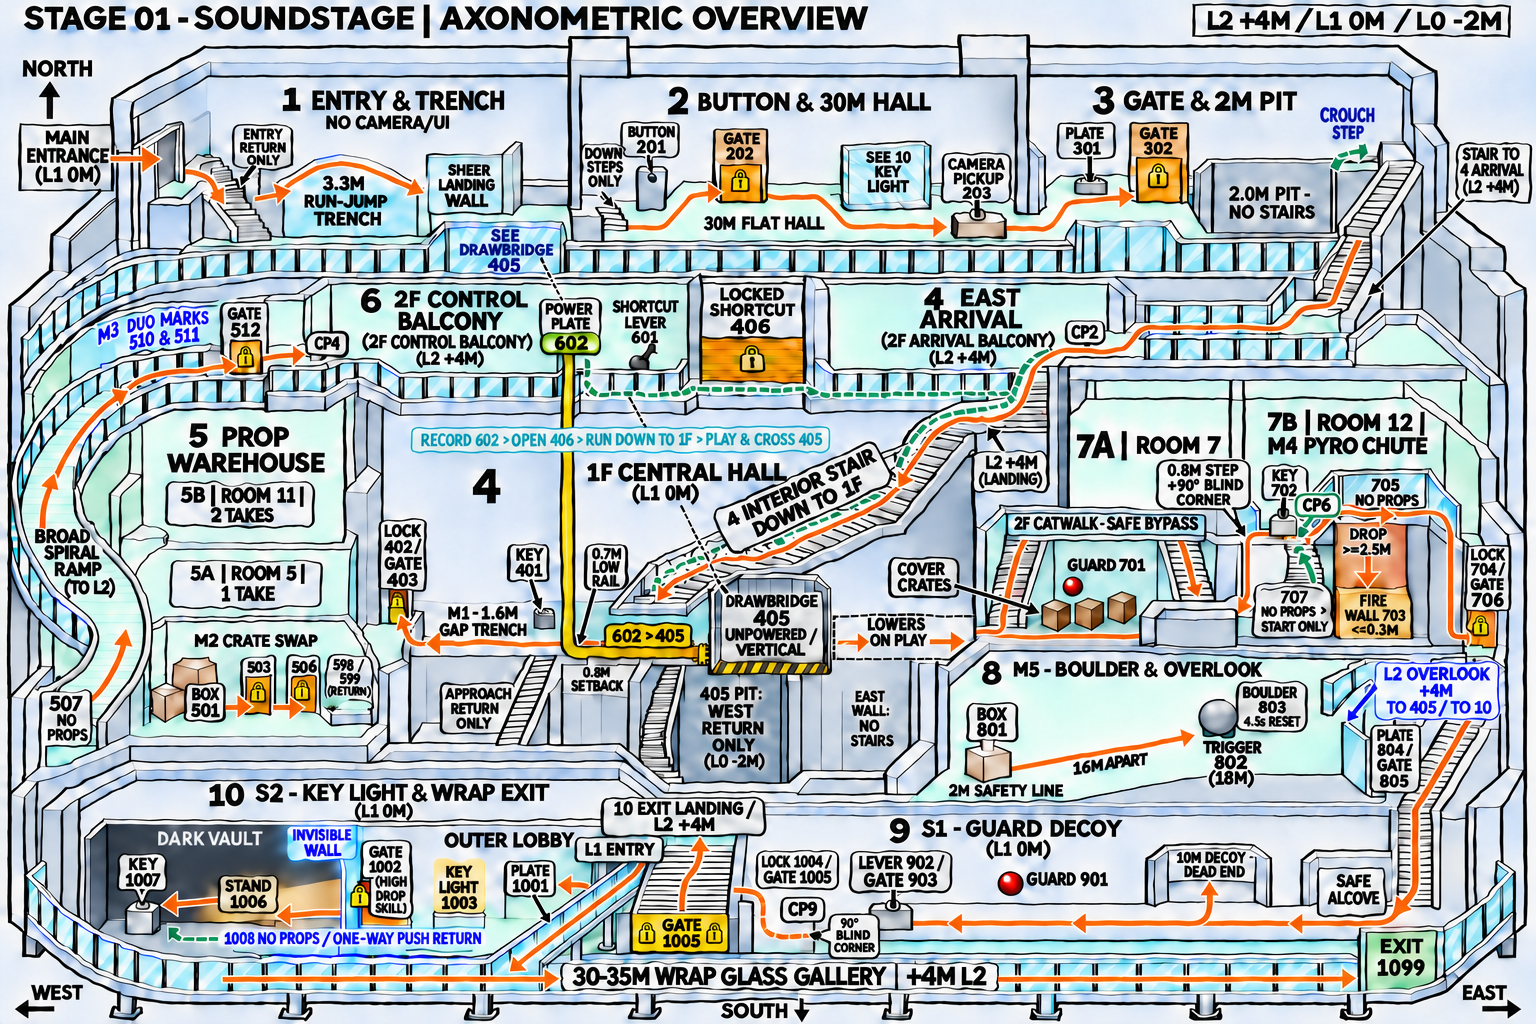 STAGE 01 - SOUNDSTAGE | AXONOMETRIC OVERVIEW
L2 +4M / L1 0M / L0 -2M
NORTH
MAIN
ENTRANCE
(L1 0M)
1 ENTRY & TRENCH
NO CAMERA/UI
ENTRY
RETURN
ONLY
3.3M
RUN-JUMP
TRENCH
SHEER
LANDING
WALL
SEE
DRAWBRIDGE
405
2 BUTTON & 30M HALL
DOWN
STEPS
ONLY
BUTTON
201
GATE
202
SEE 10
KEY
LIGHT
CAMERA
PICKUP
203
30M FLAT HALL
3 GATE & 2M PIT
PLATE
301
GATE
302
CROUCH
STEP
2.0M PIT -
NO STAIRS
STAIR TO
4 ARRIVAL
(L2 +4M)
M3 DUO MARKS
510 & 511
GATE
512
CP4
6 2F CONTROL
BALCONY
(2F CONTROL BALCONY)
(L2 +4M)
POWER
PLATE
602
SHORTCUT
LEVER
601
LOCKED
SHORTCUT
406
4 EAST
ARRIVAL
(2F ARRIVAL BALCONY)
(L2 +4M)
CP2
RECORD 602 > OPEN 406 > RUN DOWN TO 1F > PLAY & CROSS 405
5 PROP
WAREHOUSE
5B | ROOM 11 |
2 TAKES
5A | ROOM 5 |
1 TAKE
BROAD
SPIRAL
RAMP
(TO L2)
M2 CRATE SWAP
BOX
501
503
506
598 /
599
(RETURN)
507
NO
PROPS
4
1F CENTRAL HALL
(L1 0M)
4 INTERIOR STAIR
DOWN TO 1F
L2 +4M
(LANDING)
LOCK
402 /
GATE
403
KEY
401
0.7M
LOW
RAIL
M1 - 1.6M
GAP TRENCH
602 > 405
0.8M
SETBACK
APPROACH
RETURN
ONLY
DRAWBRIDGE
405
UNPOWERED /
VERTICAL
LOWERS
ON PLAY
405 PIT:
WEST
RETURN
ONLY
(L0 -2M)
EAST
WALL:
NO
STAIRS
7A | ROOM 7
7B | ROOM 12 |
M4 PYRO CHUTE
0.8M STEP
+90° BLIND
CORNER
KEY
702
CP6
705
NO PROPS
2F CATWALK - SAFE BYPASS
COVER
CRATES
GUARD 701
DROP
>=2.5M
FIRE
WALL 703
<=0.3M
707
NO PROPS >
START ONLY
LOCK
704 /
GATE
706
8 M5 - BOULDER & OVERLOOK
BOX
801
16M APART
2M SAFETY LINE
BOULDER
803
4.5s RESET
TRIGGER
802
(18M)
L2 OVERLOOK
+4M
TO 405 / TO 10
PLATE
804 /
GATE
805
10 S2 - KEY LIGHT & WRAP EXIT
(L1 0M)
DARK VAULT
INVISIBLE
WALL
OUTER LOBBY
KEY
1007
STAND
1006
GATE
1002
(HIGH
DROP
SKILL)
KEY
LIGHT
1003
PLATE
1001
L1 ENTRY
10 EXIT LANDING /
L2 +4M
1008 NO PROPS / ONE-WAY PUSH RETURN
GATE
1005
LOCK 1004 /
GATE 1005
CP9
90°
BLIND
CORNER
9 S1 - GUARD DECOY
(L1 0M)
LEVER 902 /
GATE 903
GUARD 901
10M DECOY -
DEAD END
SAFE
ALCOVE
EXIT
1099
30-35M WRAP GLASS GALLERY | +4M L2
WEST
SOUTH
EAST